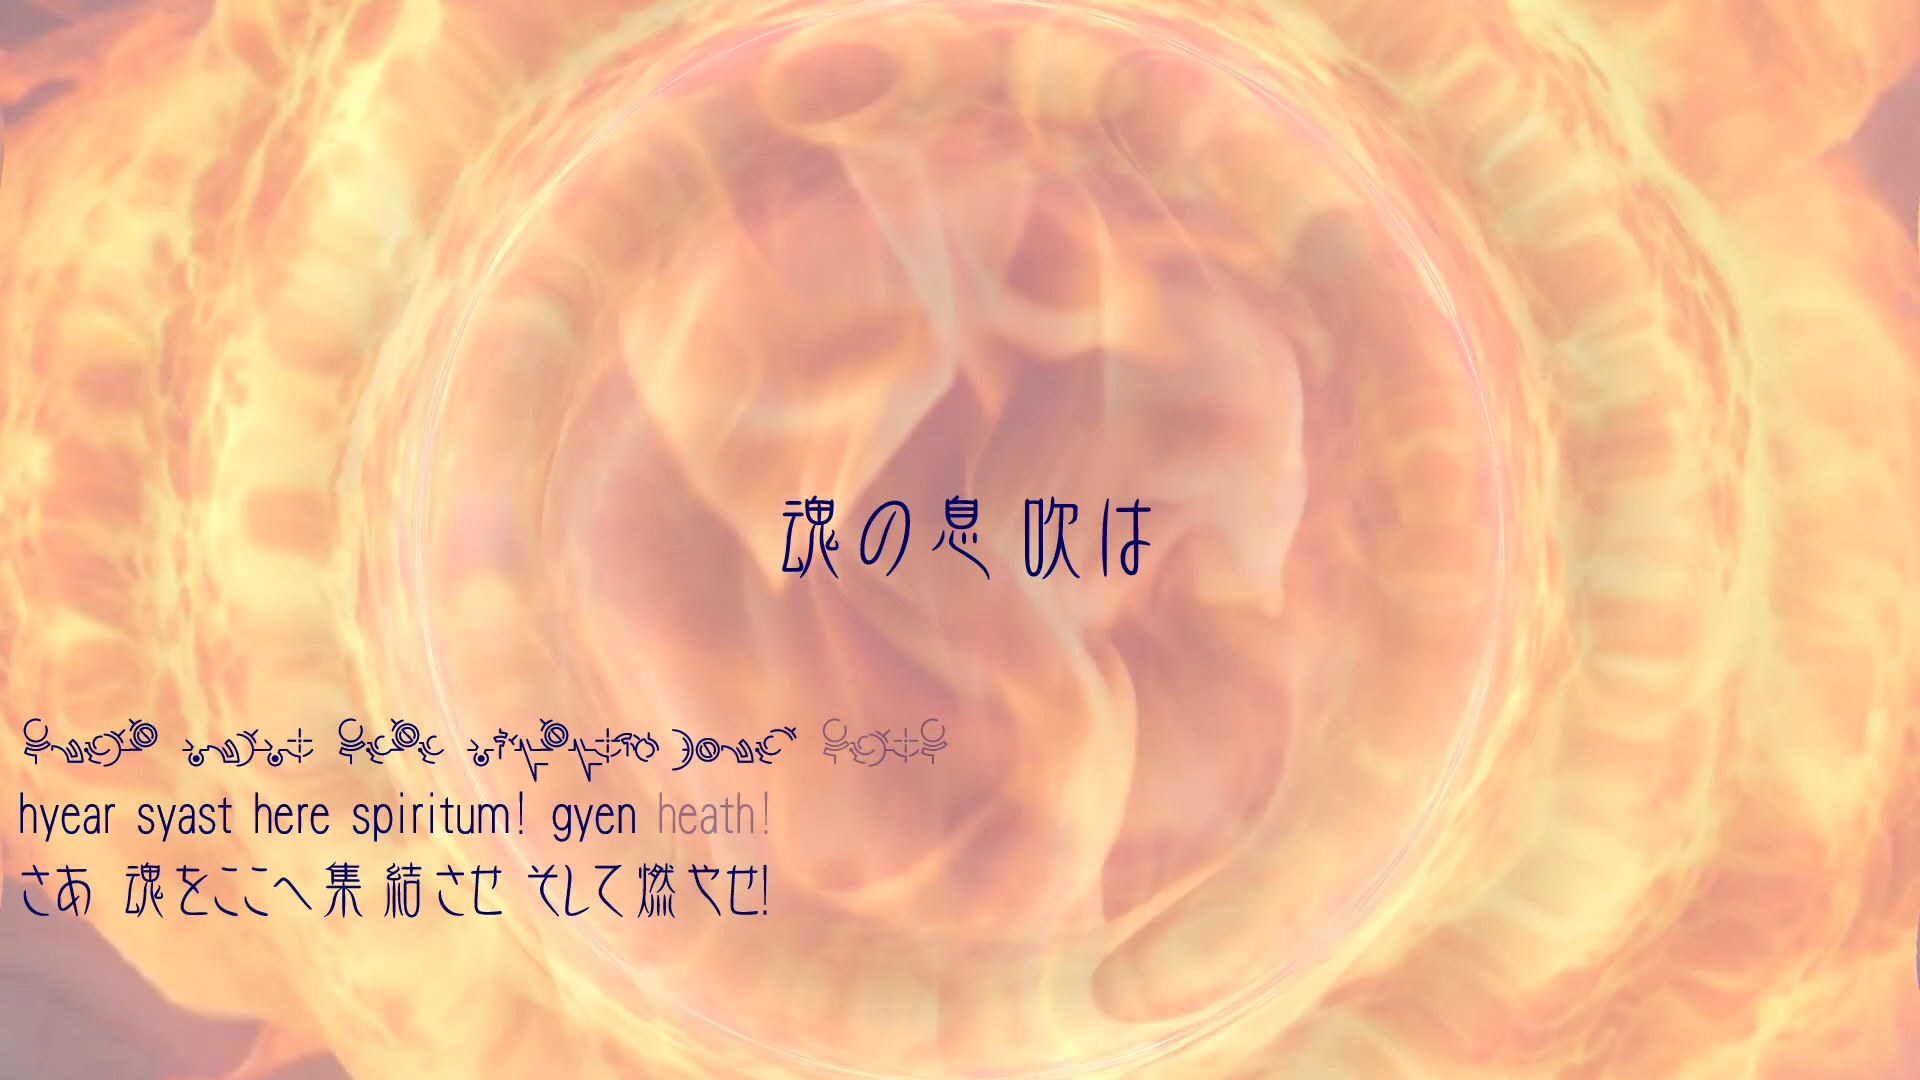 魂の息吹は
hyear syast here spiritum! gyen heath!
さあ 魂をここへ集結させ そして燃やせ!